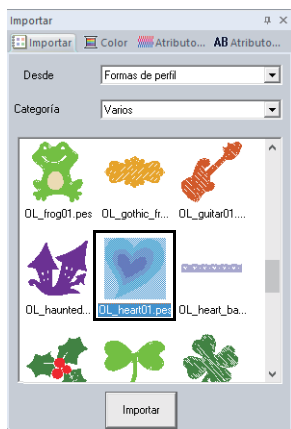 Importar
Importar Color Atributo... AB Atributo...
Desde Formas de perfil
Categoría Varios
OL_frog01.pes OL_gothic_fr... OL_guitar01....
OL_haunted... OL_heart01.pes OL_heart_ba...
Importar